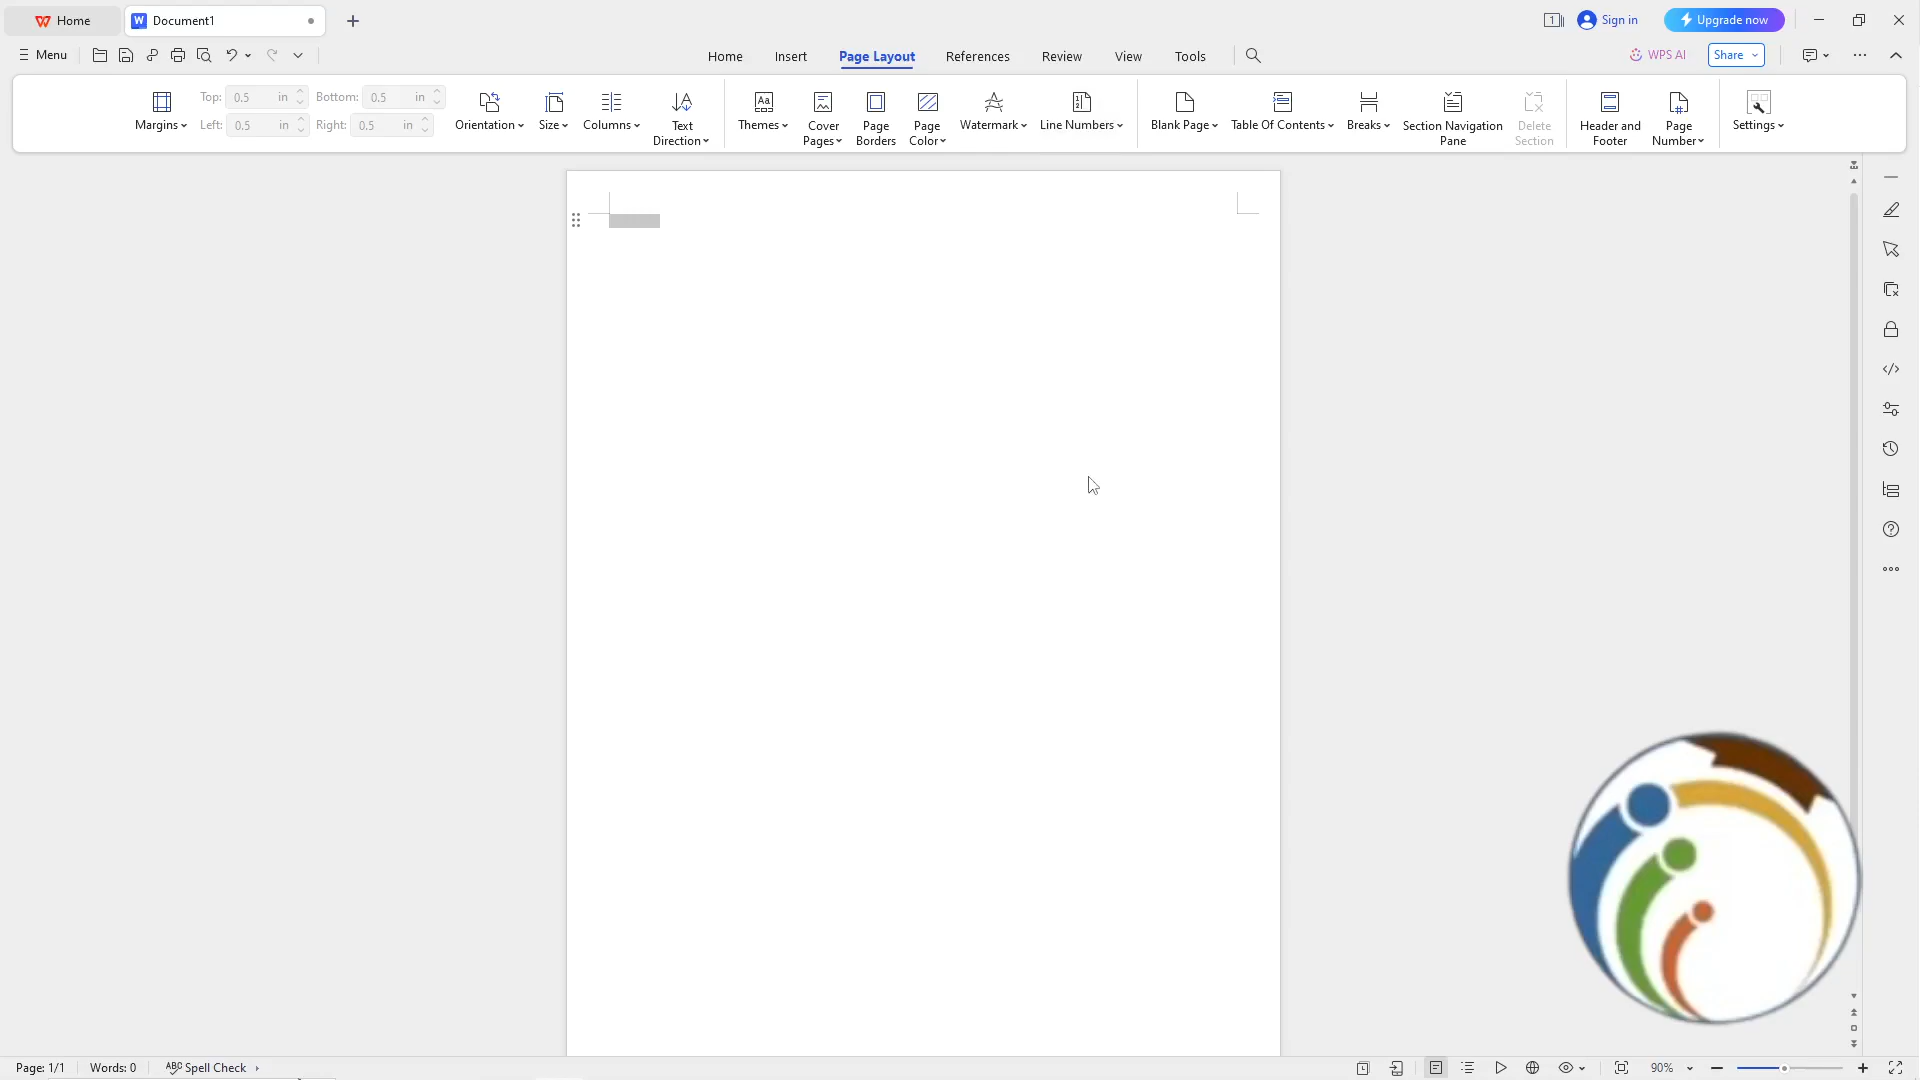 Home
Document1
Sign in
Upgrade now
Menu
Home
Insert
Page Layout
References
Review
View
Tools
WPS AI
Share
Margins
Top: 0.5 in
Bottom: 0.5 in
Left: 0.5 in
Right: 0.5 in
Orientation
Size
Columns
Text
Direction
Themes
Cover
Pages
Page
Borders
Page
Color
Watermark
Line Numbers
Blank Page
Table Of Contents
Breaks
Section Navigation
Pane
Delete
Section
Header and
Footer
Page
Number
Settings
Page: 1/1
Words: 0
ABC Spell Check
90%